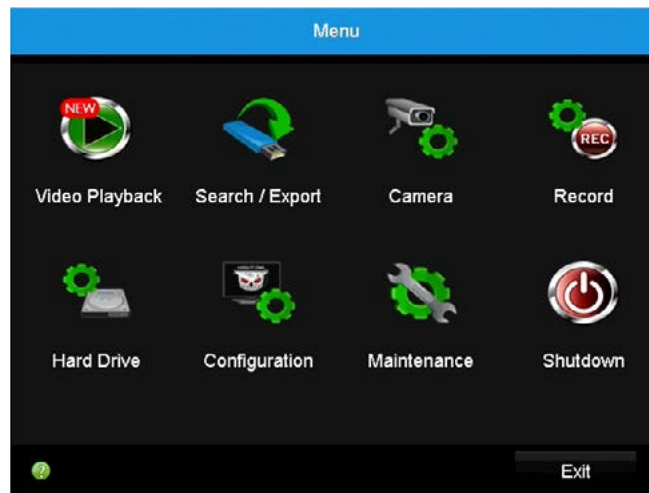 Menu
NEW
REC
Video Playback
Search / Export
Camera
Record
Hard Drive
Configuration
Maintenance
Shutdown
?
Exit